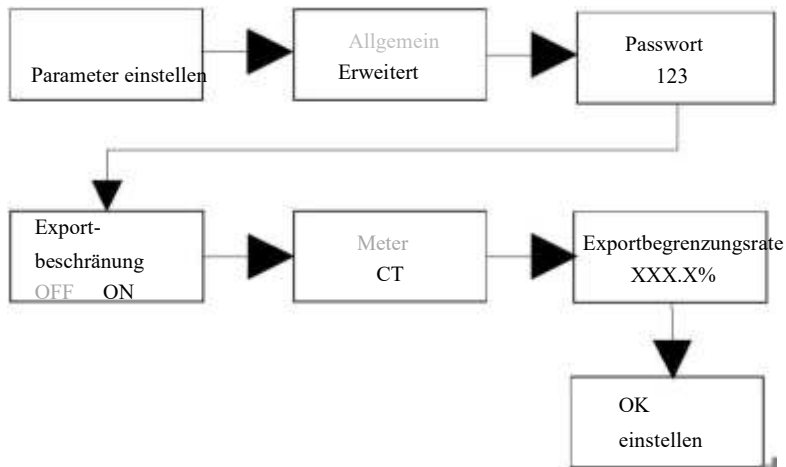 Parameter einstellen
Allgemein
Erweitert
Passwort
123
Export-
beschränung
OFF ON
Meter
CT
Exportbegrenzungsrate
XXX.X%
OK
einstellen